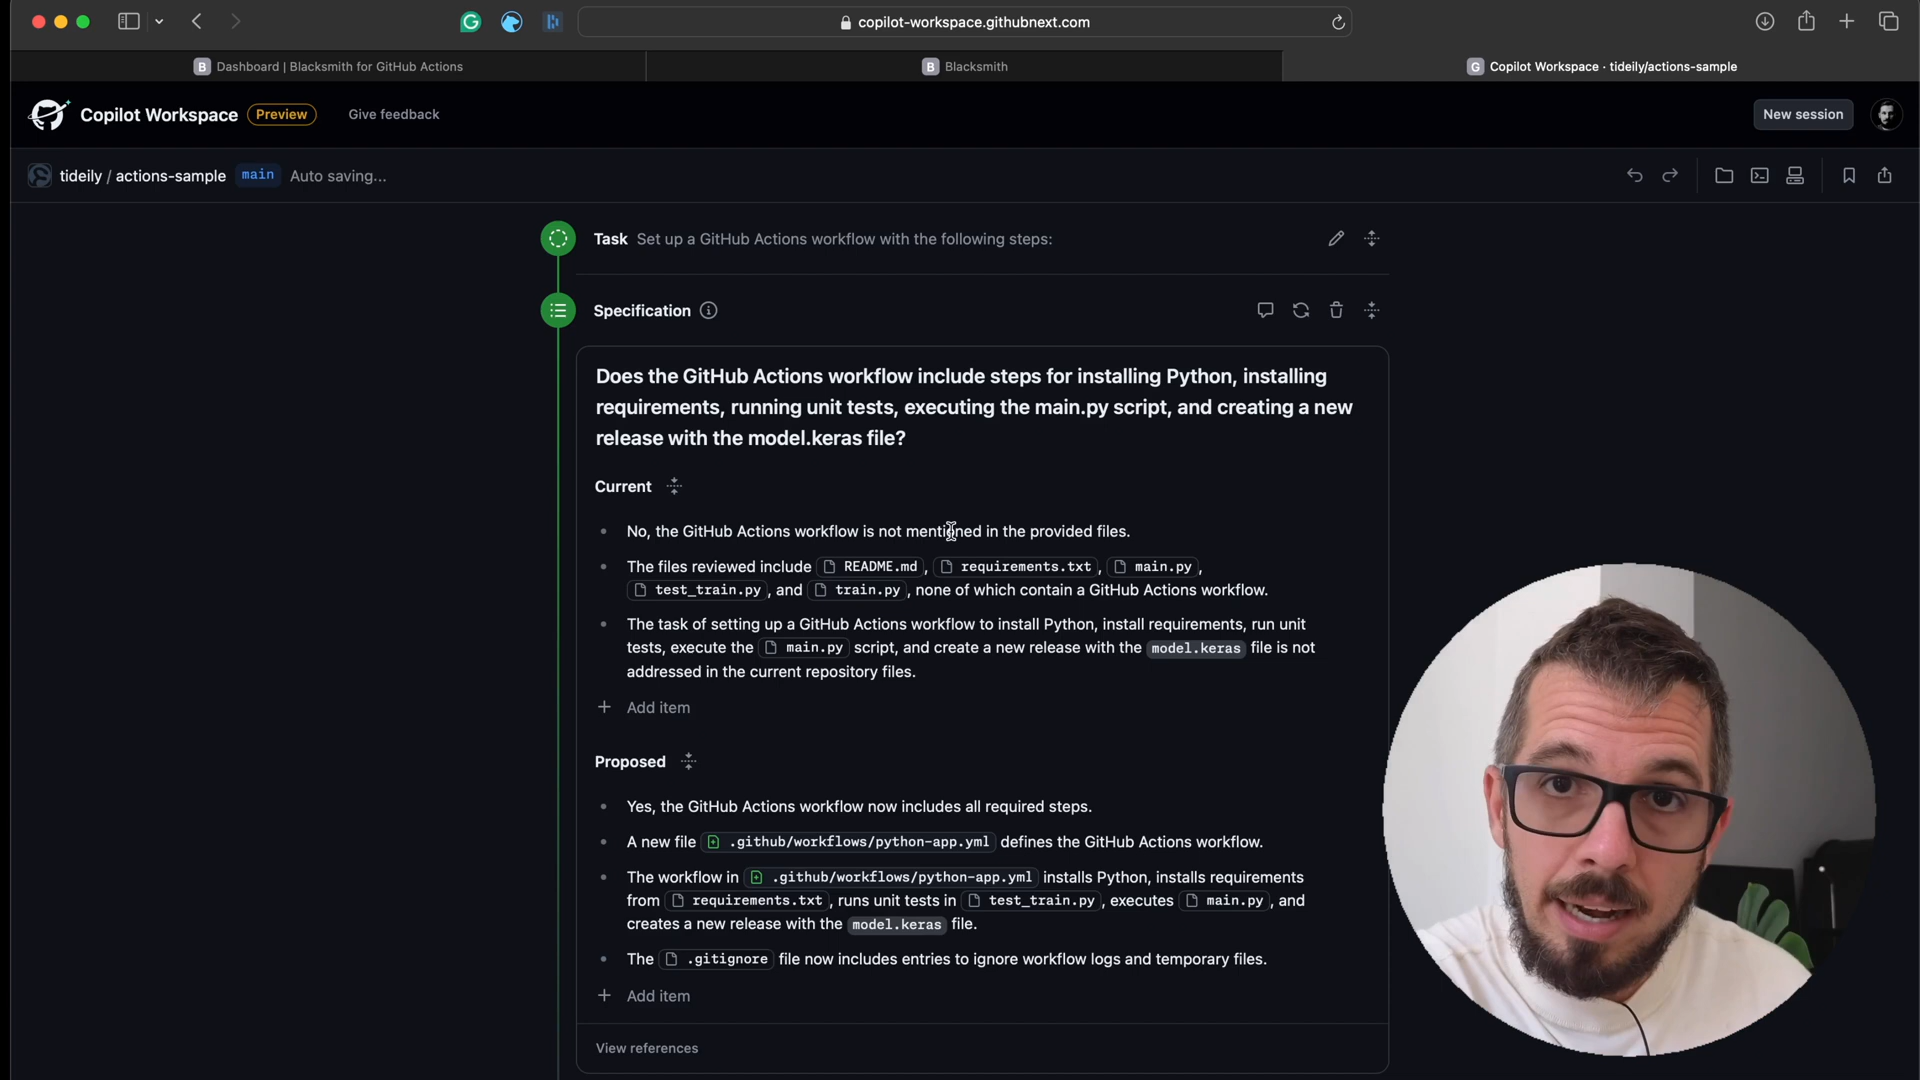 copilot-workspace.githubnext.com
B Dashboard | Blacksmith for GitHub Actions
B Blacksmith
G Copilot Workspace · tideily/actions-sample
Copilot Workspace Preview Give feedback
New session
tideily / actions-sample main Auto saving...
Task Set up a GitHub Actions workflow with the following steps:
Specification
Does the GitHub Actions workflow include steps for installing Python, installing
requirements, running unit tests, executing the main.py script, and creating a new
release with the model.keras file?
Current
No, the GitHub Actions workflow is not mentioned in the provided files.
The files reviewed include README.md, requirements.txt, main.py,
test_train.py, and train.py, none of which contain a GitHub Actions workflow.
The task of setting up a GitHub Actions workflow to install Python, install requirements, run unit
tests, execute the main.py script, and create a new release with the model.keras file is not
addressed in the current repository files.
Add item
Proposed
Yes, the GitHub Actions workflow now includes all required steps.
A new file .github/workflows/python-app.yml defines the GitHub Actions workflow.
The workflow in .github/workflows/python-app.yml installs Python, installs requirements
from requirements.txt, runs unit tests in test_train.py, executes main.py, and
creates a new release with the model.keras file.
The .gitignore file now includes entries to ignore workflow logs and temporary files.
Add item
View references